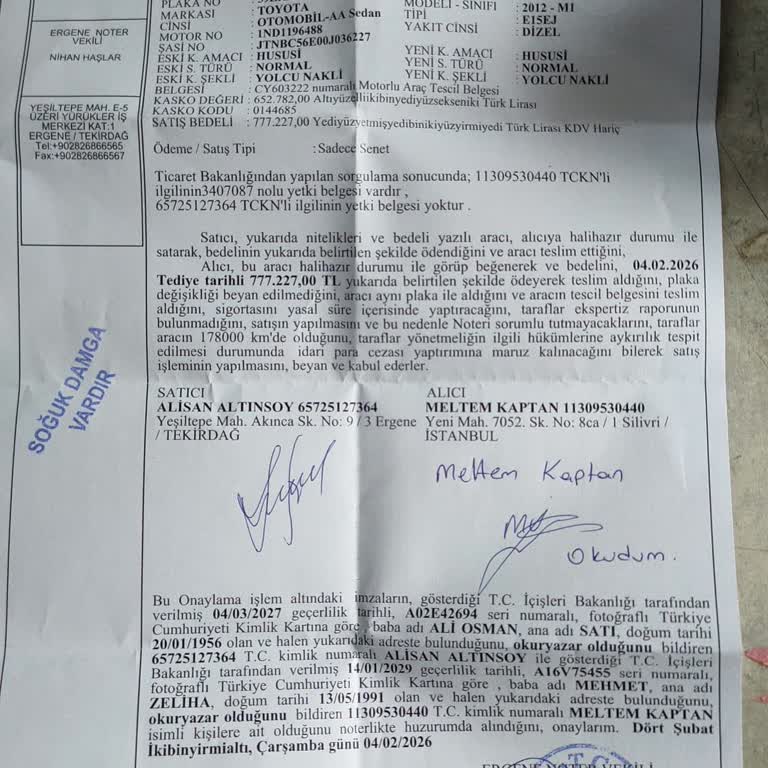 ERGENE NOTER
VEKİLİ
NİHAN HAŞLAR
YEŞİLTEPE MAH. E-5
ÜZERİ YÜRÜKLER İŞ
MERKEZİ KAT:1
ERGENE / TEKİRDAĞ
Tel:+902826866565
Fax:+902826866567
SOĞUK DAMGA
VARDIR
PLAKA NO
MARKASI : TOYOTA
CİNSİ : OTOMOBİL-AA Sedan
MOTOR NO : 1ND1196488
ŞASİ NO : JTNBC56E00J036227
ESKİ K. AMACI : HUSUSİ
ESKİ S. TÜRÜ : NORMAL
ESKİ K. ŞEKLİ : YOLCU NAKLİ
MODELİ - SINIFI : 2012 - M1
TİPİ : E15EJ
YAKIT CİNSİ : DİZEL
YENİ K. AMACI : HUSUSİ
YENİ S. TÜRÜ : NORMAL
YENİ K. ŞEKLİ : YOLCU NAKLİ
BELGESİ : CY603222 numaralı Motorlu Araç Tescil Belgesi
KASKO DEĞERİ : 652.782,00 Altıyüzelliikibinyediyüzsekseniki Türk Lirası
KASKO KODU : 0144685
SATIŞ BEDELİ : 777.227,00 Yediyüzyetmişyedibinikiyüzyirmiyedi Türk Lirası KDV Hariç
Ödeme / Satış Tipi :Sadece Senet
Ticaret Bakanlığından yapılan sorgulama sonucunda; 11309530440 TCKN'li
ilgilinin3407087 nolu yetki belgesi vardır ,
65725127364 TCKN'li ilgilinin yetki belgesi yoktur .
Satıcı, yukarıda nitelikleri ve bedeli yazılı aracı, alıcıya halihazır durumu ile
satarak, bedelinin yukarıda belirtilen şekilde ödendiğini ve aracı teslim ettiğini,
Alıcı, bu aracı halihazır durumu ile görüp beğenerek ve bedelini, 04.02.2026
Tediye tarihli 777.227,00 TL yukarıda belirtilen şekilde ödeyerek teslim aldığını, plaka
değişikliği beyan edilmediğini, aracı aynı plaka ile aldığını ve aracın tescil belgesini teslim
aldığını, sigortasını yasal süre içerisinde yaptıracağını, taraflar ekspertiz raporunun
bulunmadığını, satışın yapılmasını ve bu nedenle Noteri sorumlu tutmayacaklarını, taraflar
aracın 178000 km'de olduğunu, taraflar yönetmeliğin ilgili hükümlerine aykırılık tespit
edilmesi durumunda idari para cezası yaptırımına maruz kalınacağını bilerek satış
işleminin yapılmasını, beyan ve kabul ederler.
SATICI
ALİSAN ALTINSOY 65725127364
Yeşiltepe Mah. Akınca Sk. No: 9 / 3 Ergene
/ TEKİRDAĞ
ALICI
MELTEM KAPTAN 11309530440
Yeni Mah. 7052. Sk. No: 8ca / 1 Silivri /
İSTANBUL
Meltem Kaptan
Okudum.
Bu Onaylama işlem altındaki imzaların, gösterdiği T.C. İçişleri Bakanlığı tarafından
verilmiş 04/03/2027 geçerlilik tarihli, A02E42694 seri numaralı, fotoğraflı Türkiye
Cumhuriyeti Kimlik Kartına göre , baba adı ALİ OSMAN, ana adı SATI, doğum tarihi
20/01/1956 olan ve halen yukarıdaki adreste bulunduğunu, okuryazar olduğunu bildiren
65725127364 T.C. kimlik numaralı ALİSAN ALTINSOY ile gösterdiği T.C. İçişleri
Bakanlığı tarafından verilmiş 14/01/2029 geçerlilik tarihli, A16V75455 seri numaralı,
fotoğraflı Türkiye Cumhuriyeti Kimlik Kartına göre , baba adı MEHMET, ana adı
ZELİHA, doğum tarihi 13/05/1991 olan ve halen yukarıdaki adreste bulunduğunu,
okuryazar olduğunu bildiren 11309530440 T.C. kimlik numaralı MELTEM KAPTAN
isimli kişilere ait olduğunu noterlikte huzurumda alındığını, onaylarım. Dört Şubat
İkibinyirmialtı, Çarşamba günü 04/02/2026
ERGENE NOTER VEKİLİ
T.C.